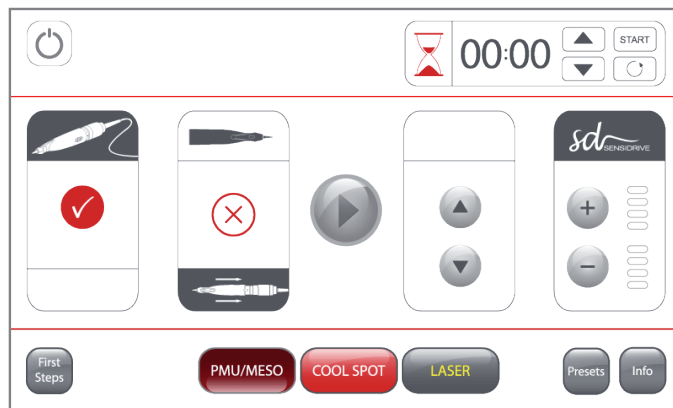 00:00
START
sd
SENSIDRIVE
First
Steps
PMU/MESO
COOL SPOT
LASER
Presets
Info